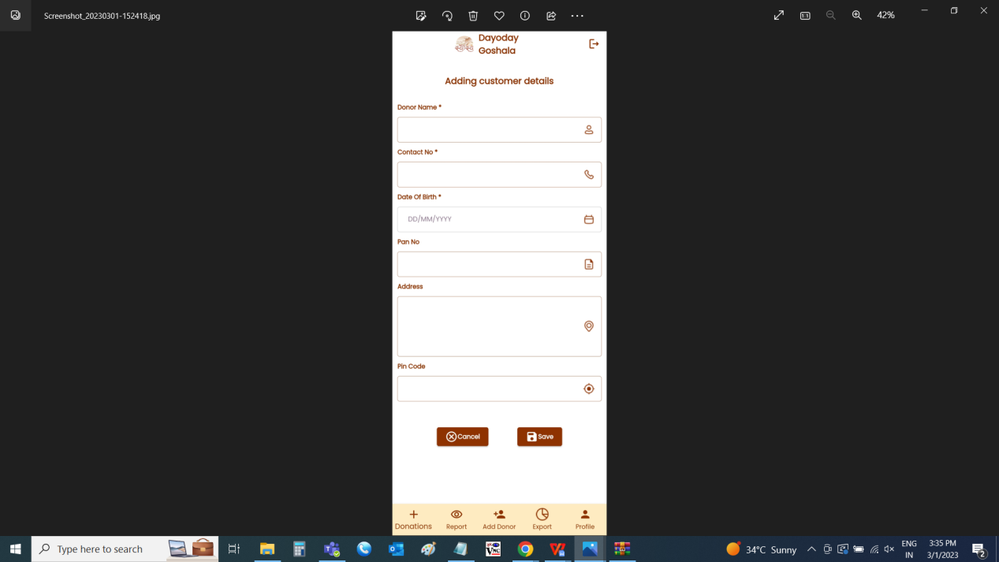 Screenshot_20230301-152418.jpg
42%
Dayoday
Goshala
Adding customer details
Donor Name *
Contact No *
Date Of Birth *
DD/MM/YYYY
Pan No
Address
Pin Code
Cancel
Save
Donations
Report
Add Donor
Export
Profile
Type here to search
34°C Sunny
ENG
IN
3:35 PM
3/1/2023
2